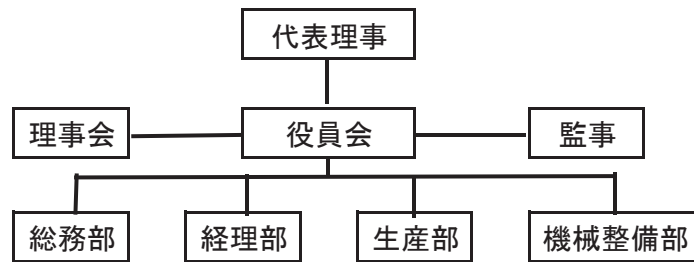 代表理事
理事会
役員会
監事
総務部
経理部
生産部
機械整備部